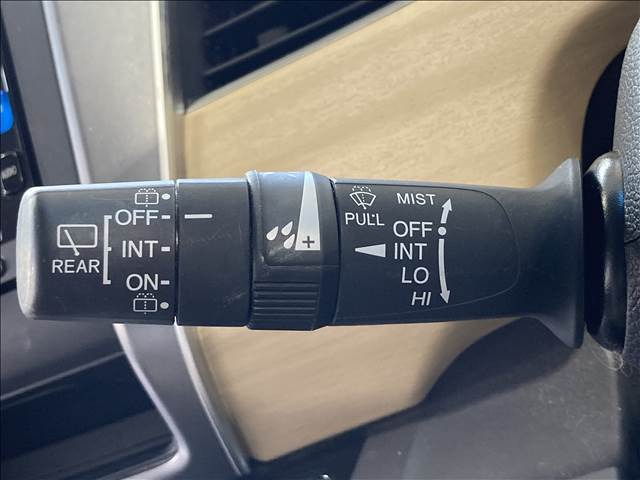 OFF
INT
REAR
ON
+
PULL
MIST
OFF
INT
LO
HI